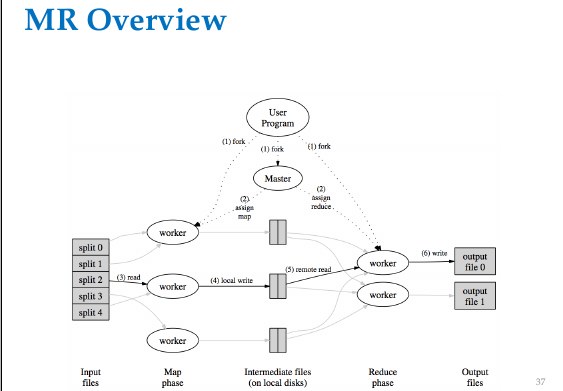 MR Overview
User
Program
(1) fork
(1) fork
(1) fork
Master
(2)
assign
map
(2)
assign
reduce
worker
split 0
split 1
split 2
split 3
split 4
(3) read
worker
(4) local write
(5) remote read
worker
(6) write
output
file 0
worker
output
file 1
worker
Input
files
Map
phase
Intermediate files
(on local disks)
Reduce
phase
Output
files
37